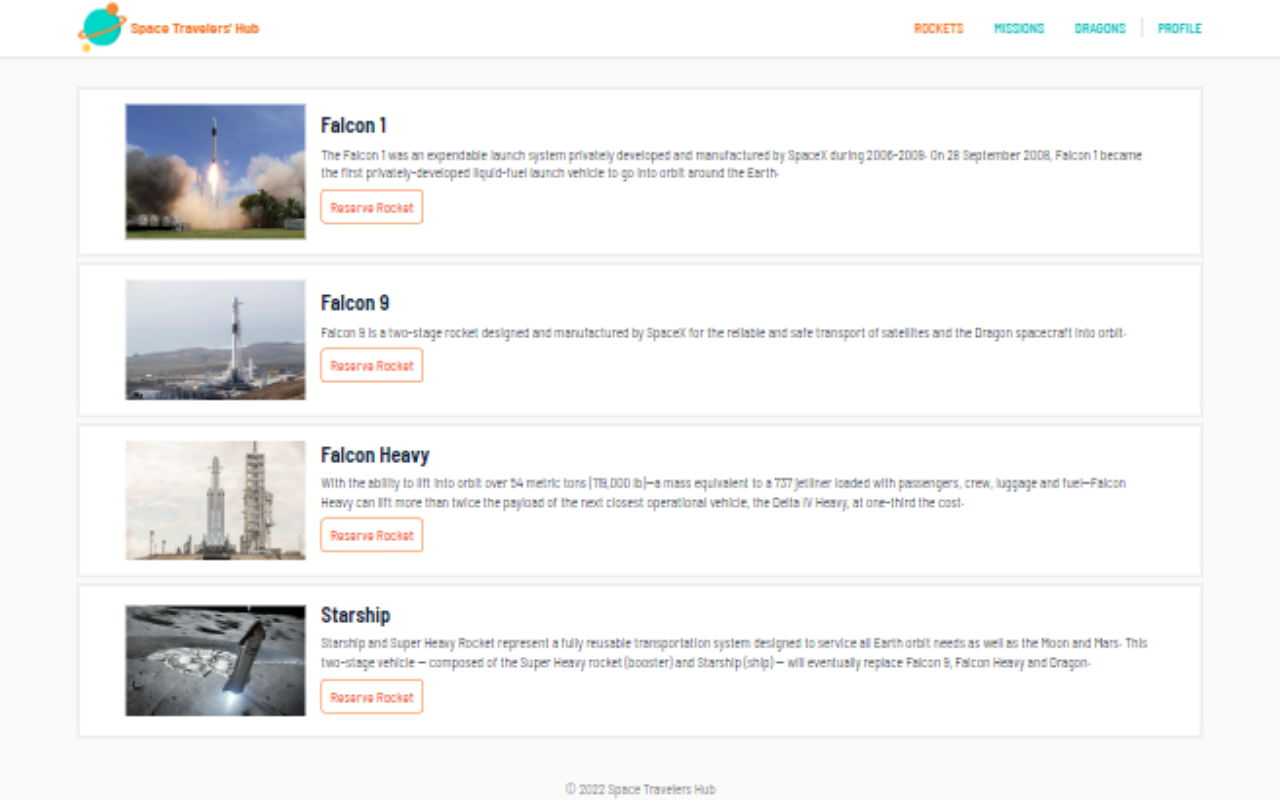 Space Travelers' Hub
ROCKETS
MISSIONS
DRAGONS
PROFILE
Falcon 1
The Falcon 1 was an expendable launch system privately developed and manufactured by SpaceX during 2006-2009. On 28 September 2008, Falcon 1 became
the first privately-developed liquid-fuel launch vehicle to go into orbit around the Earth.
Reserve Rocket
Falcon 9
Falcon 9 is a two-stage rocket designed and manufactured by SpaceX for the reliable and safe transport of satellites and the Dragon spacecraft into orbit.
Reserve Rocket
Falcon Heavy
With the ability to lift into orbit over 54 metric tons (119,000 lb)—a mass equivalent to a 737 jetliner loaded with passengers, crew, luggage and fuel—Falcon
Heavy can lift more than twice the payload of the next closest operational vehicle, the Delta IV Heavy, at one-third the cost.
Reserve Rocket
Starship
Starship and Super Heavy Rocket represent a fully reusable transportation system designed to service all Earth orbit needs as well as the Moon and Mars. This
two-stage vehicle — composed of the Super Heavy rocket (booster) and Starship (ship) — will eventually replace Falcon 9, Falcon Heavy and Dragon.
Reserve Rocket
© 2022 Space Travelers Hub